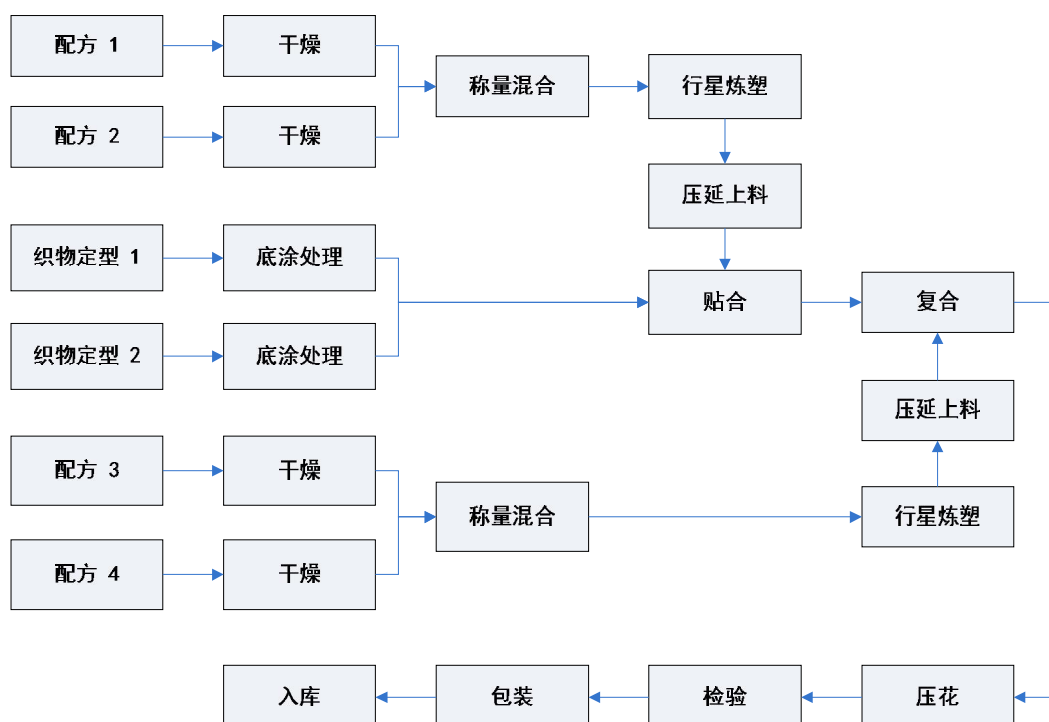 配方 1
干燥
称量混合
行星炼塑
配方 2
干燥
压延上料
织物定型 1
底涂处理
贴合
复合
织物定型 2
底涂处理
压延上料
配方 3
干燥
称量混合
行星炼塑
配方 4
干燥
入库
包装
检验
压花